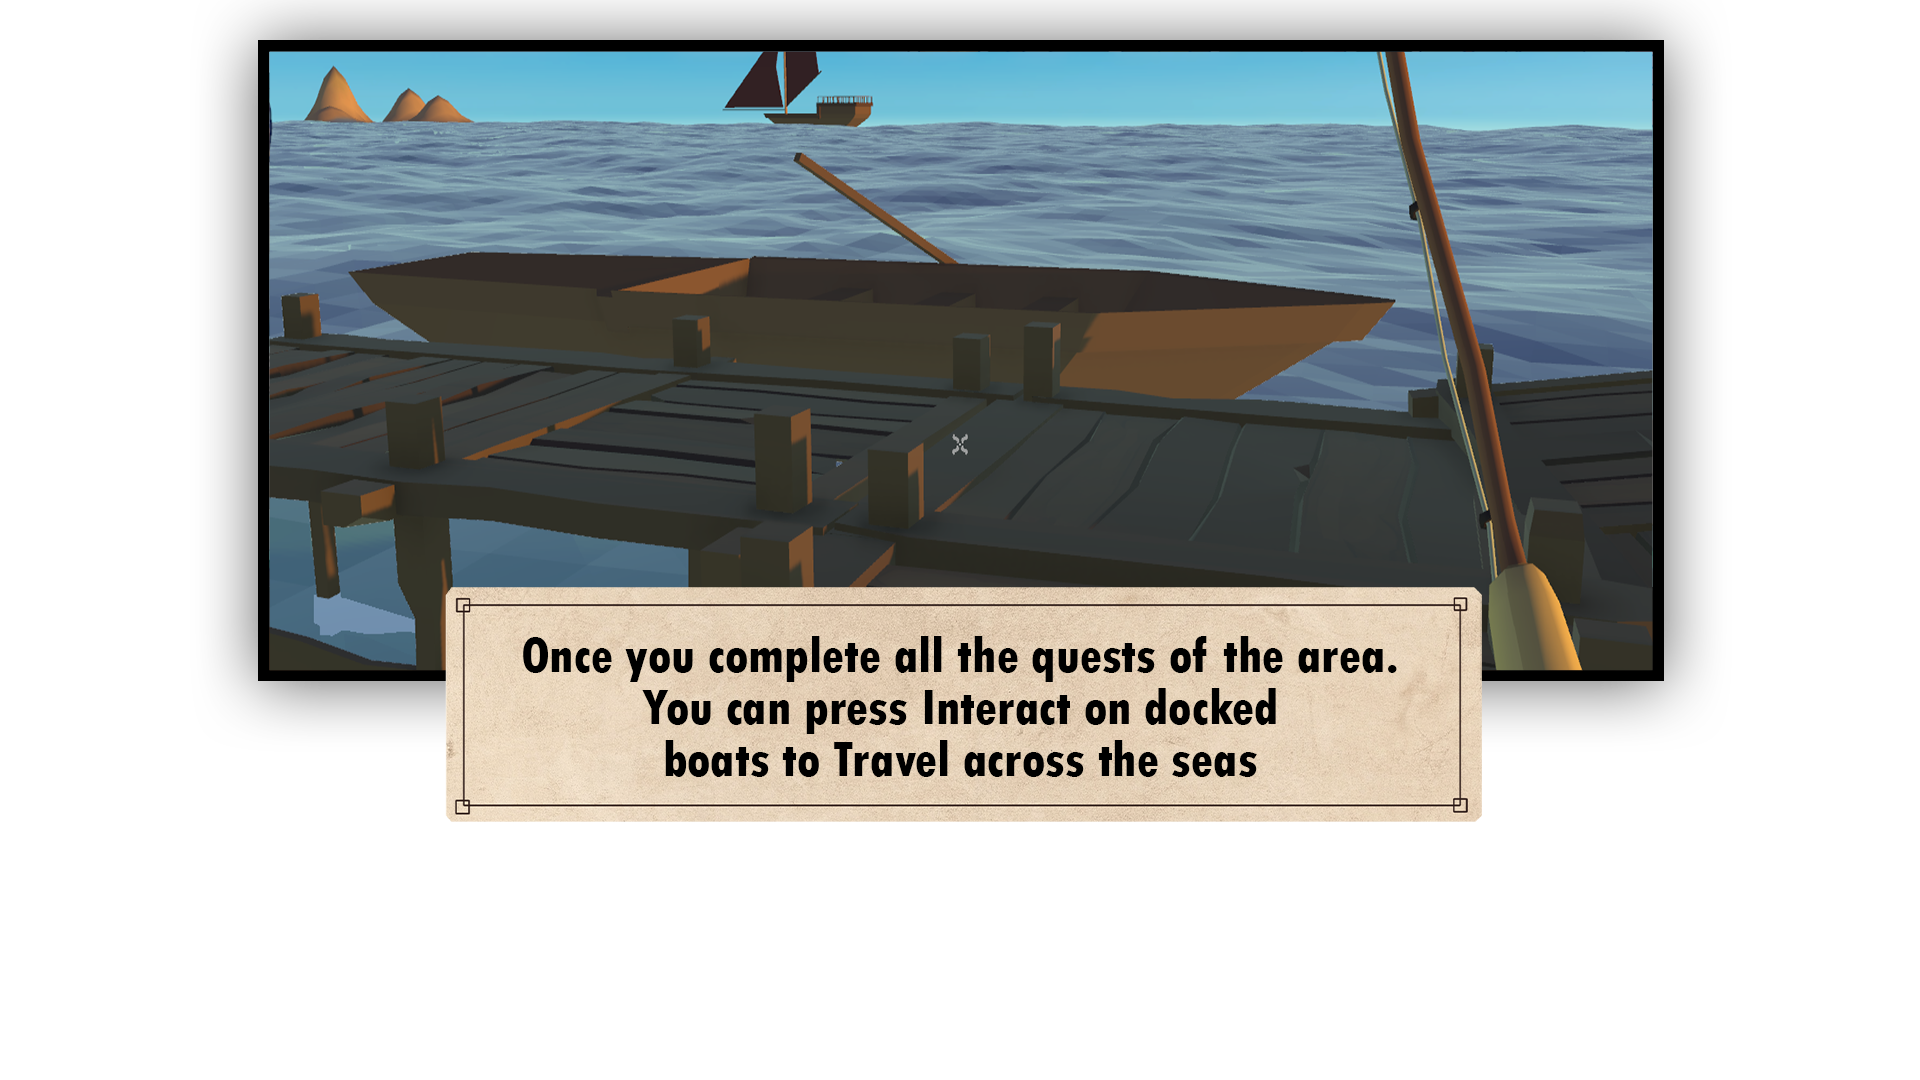 Once you complete all the quests of the area.
You can press Interact on docked
boats to Travel across the seas